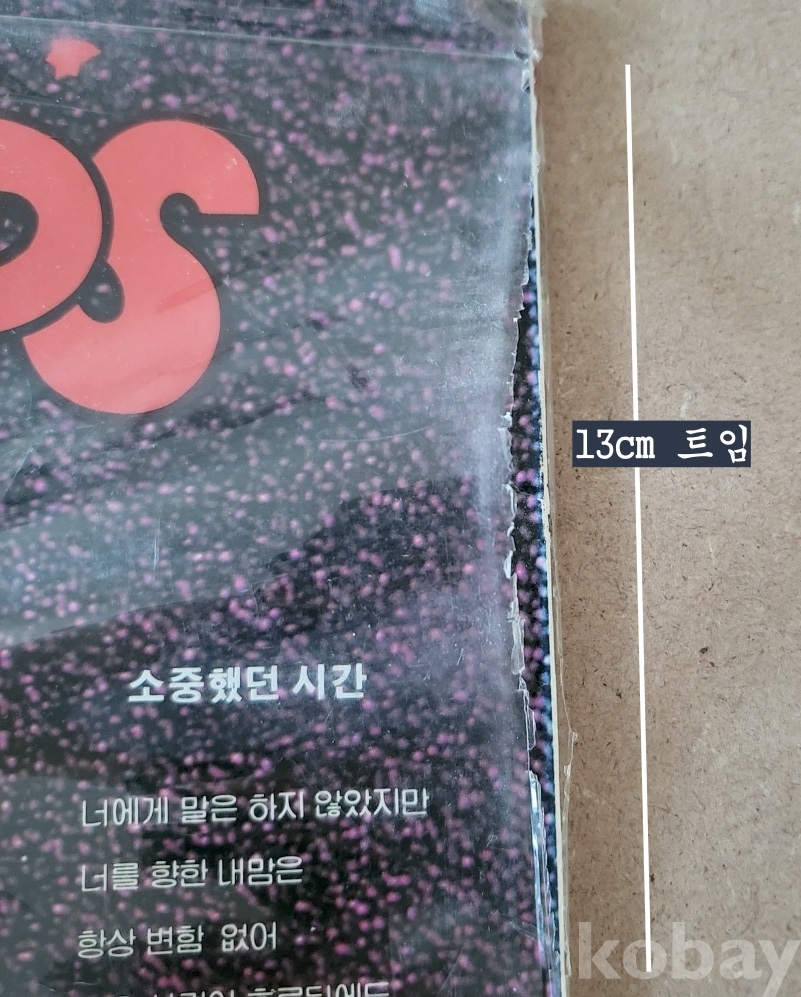 S
13cm 트임
소중했던 시간
너에게 말은 하지 않았지만
너를 향한 내맘은
항상 변함 없어
kobay